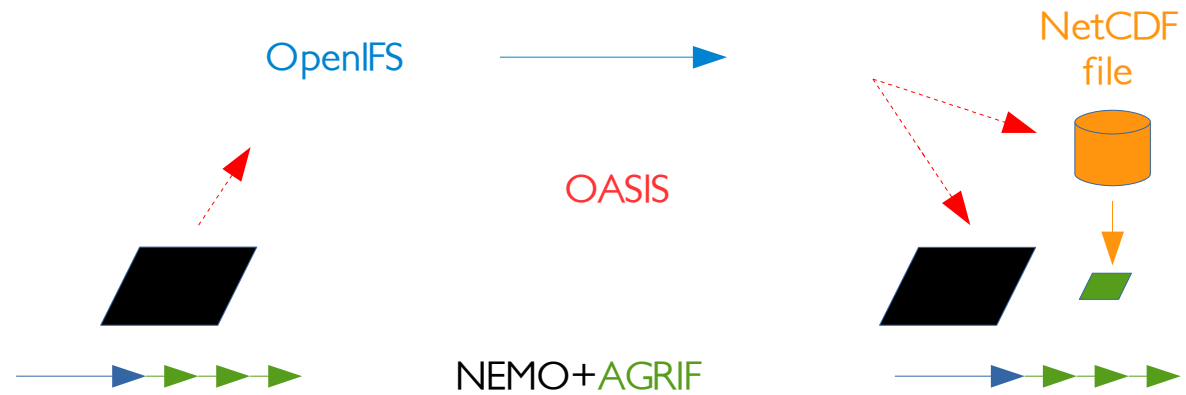 OpenIFS
NetCDF
file
OASIS
NEMO+AGRIF